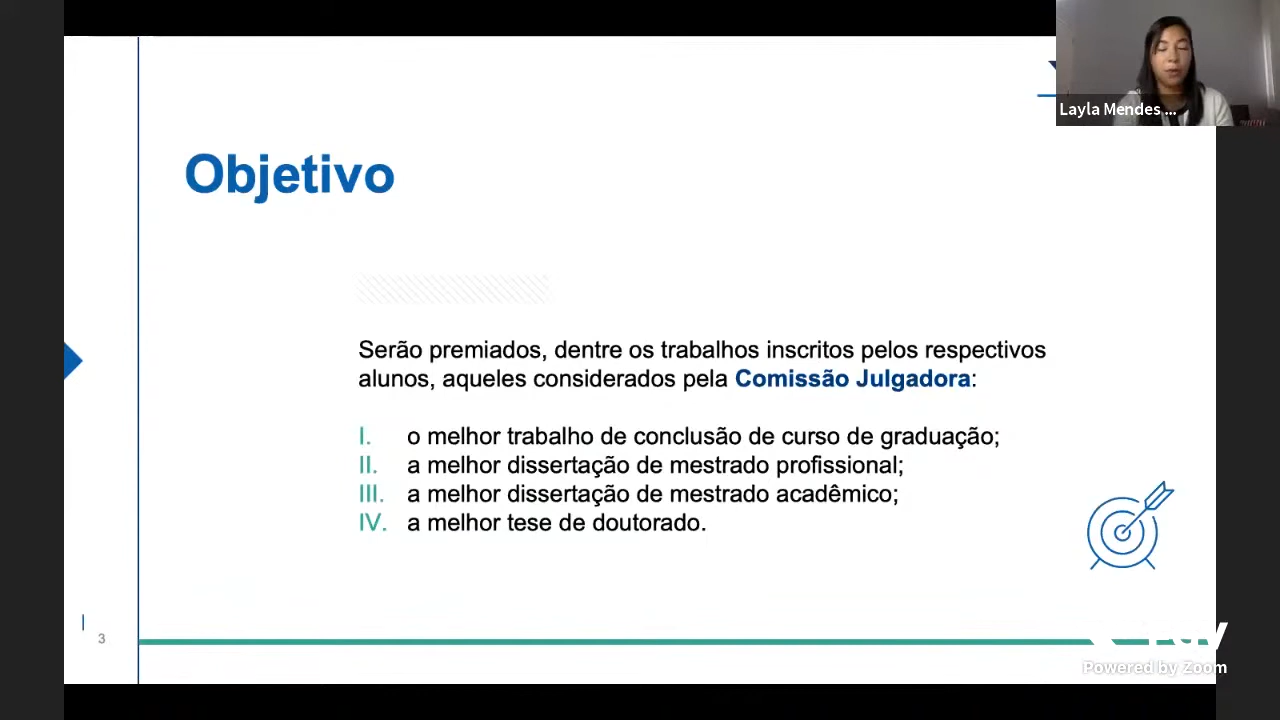 Layla Mendes ...
Objetivo
Serão premiados, dentre os trabalhos inscritos pelos respectivos
alunos, aqueles considerados pela Comissão Julgadora:
I. o melhor trabalho de conclusão de curso de graduação;
II. a melhor dissertação de mestrado profissional;
III. a melhor dissertação de mestrado acadêmico;
IV. a melhor tese de doutorado.
3
Powered by Zoom